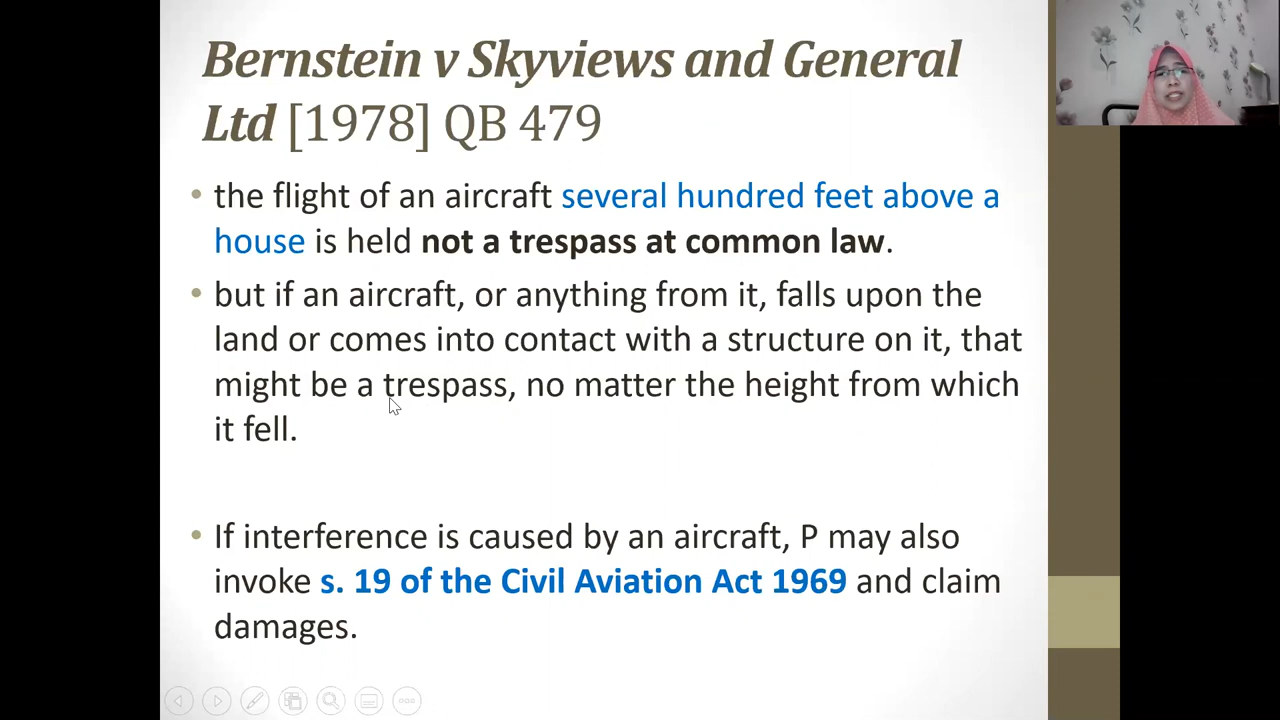 Bernstein v Skyviews and General
Ltd [1978] QB 479
• the flight of an aircraft several hundred feet above a
house is held not a trespass at common law.
• but if an aircraft, or anything from it, falls upon the
land or comes into contact with a structure on it, that
might be a trespass, no matter the height from which
it fell.
• If interference is caused by an aircraft, P may also
invoke s. 19 of the Civil Aviation Act 1969 and claim
damages.